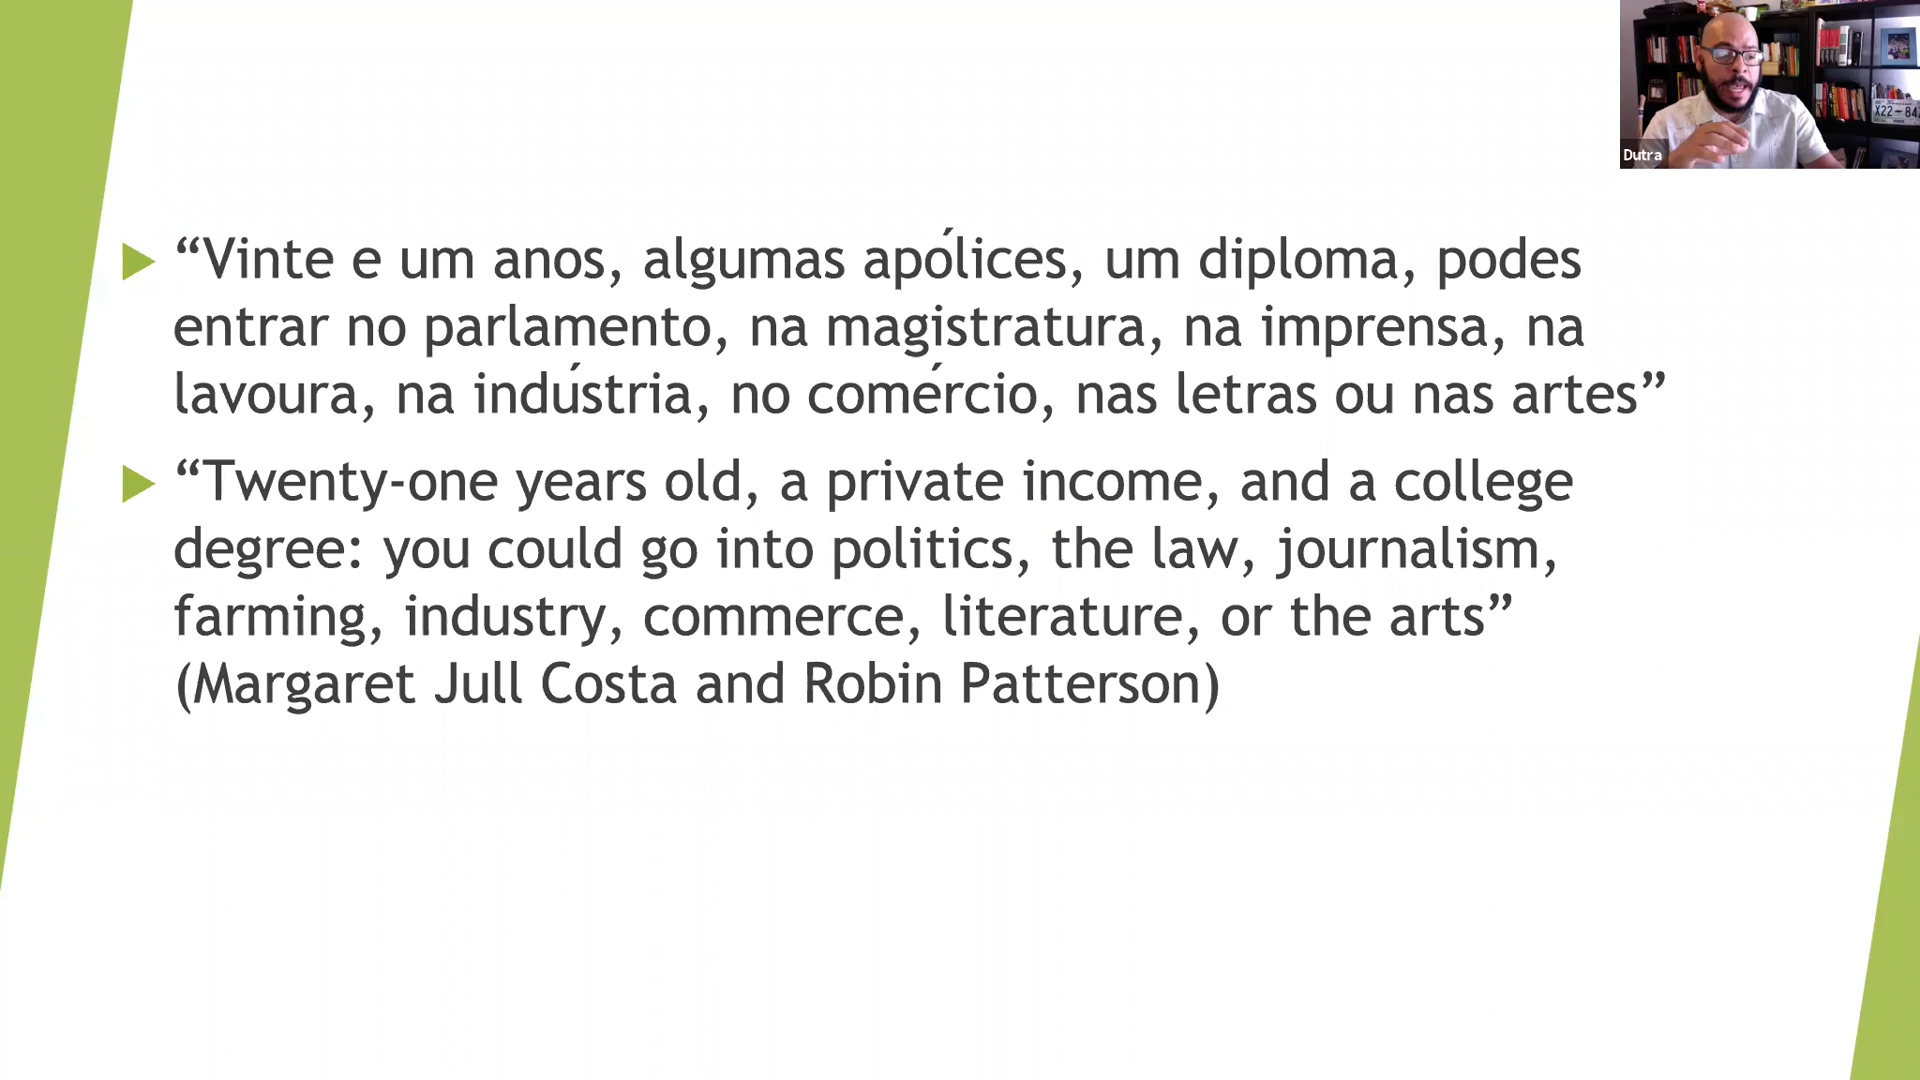 “Vinte e um anos, algumas apólices, um diploma, podes
entrar no parlamento, na magistratura, na imprensa, na
lavoura, na indústria, no comércio, nas letras ou nas artes”
“Twenty-one years old, a private income, and a college
degree: you could go into politics, the law, journalism,
farming, industry, commerce, literature, or the arts”
(Margaret Jull Costa and Robin Patterson)
Dutra